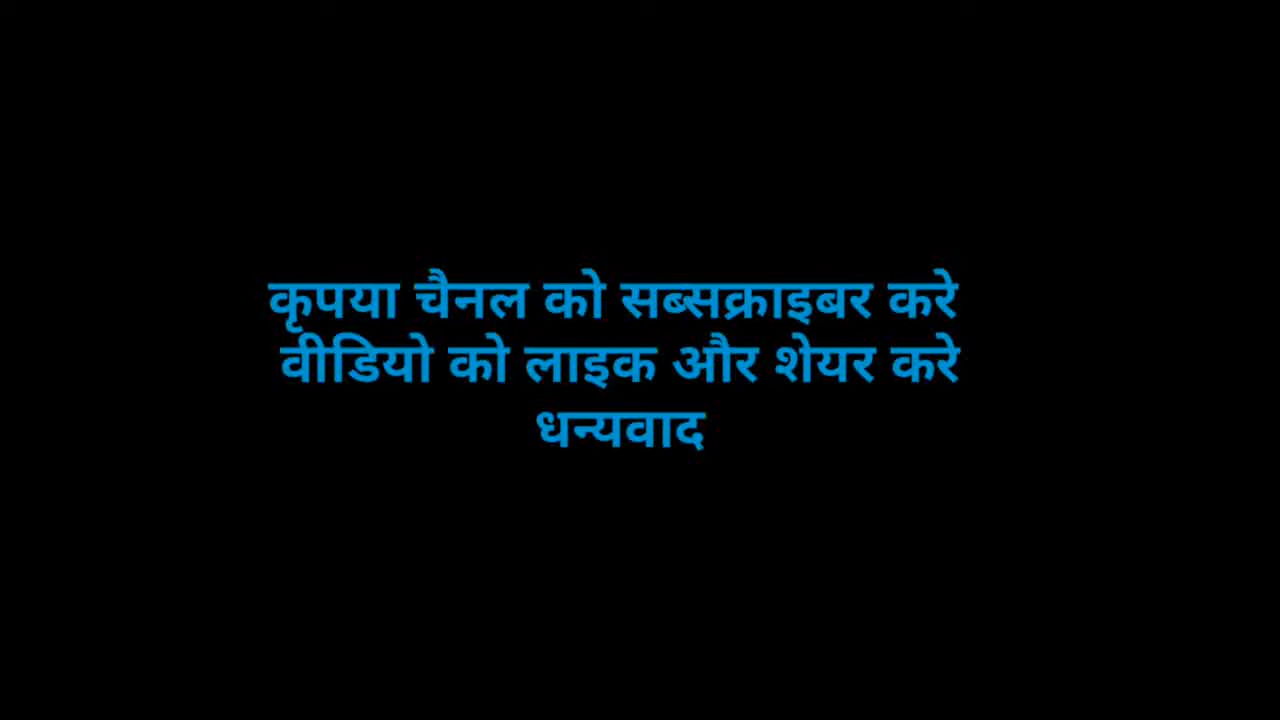 कृपया चैनल को सब्सक्राइबर करे
वीडियो को लाइक और शेयर करे
धन्यवाद